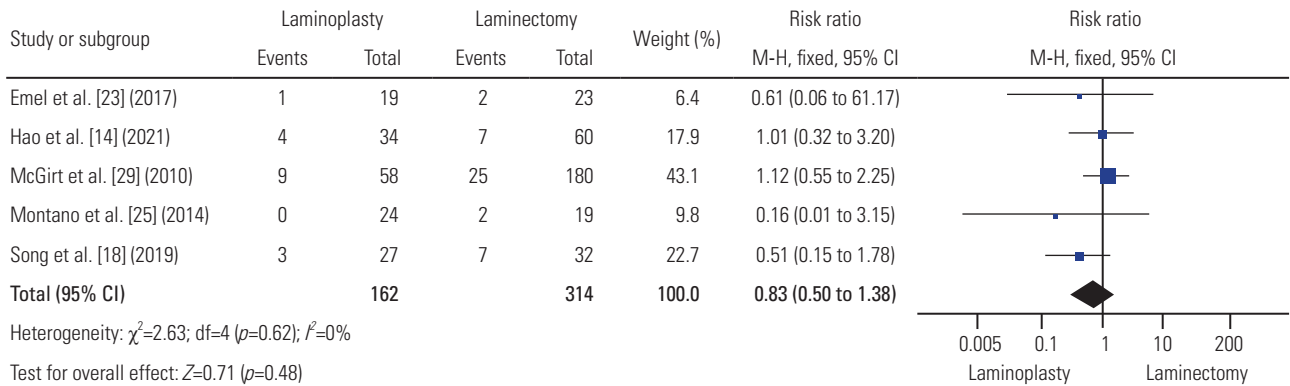 Study or subgroup Laminoplasty Laminectomy Weight (%) Risk ratio Risk ratio
Events Total Events Total M-H, fixed, 95% CI M-H, fixed, 95% CI
Emel et al. [23] (2017) 1 19 2 23 6.4 0.61 (0.06 to 61.17)
Hao et al. [14] (2021) 4 34 7 60 17.9 1.01 (0.32 to 3.20)
McGirt et al. [29] (2010) 9 58 25 180 43.1 1.12 (0.55 to 2.25)
Montano et al. [25] (2014) 0 24 2 19 9.8 0.16 (0.01 to 3.15)
Song et al. [18] (2019) 3 27 7 32 22.7 0.51 (0.15 to 1.78)
Total (95% CI) 162 314 100.0 0.83 (0.50 to 1.38)
Heterogeneity: χ²=2.63; df=4 (p=0.62); I²=0%
0.005 0.1 1 10 200
Test for overall effect: Z=0.71 (p=0.48)
Laminoplasty Laminectomy